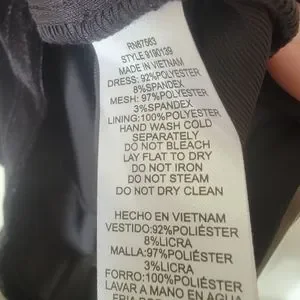 RN67563
STYLE 9190139
MADE IN VIETNAM
DRESS: 92%POLYESTER
8%SPANDEX
MESH: 97%POLYESTER
3%SPANDEX
LINING:100%POLYESTER
HAND WASH COLD
SEPARATELY
DO NOT BLEACH
LAY FLAT TO DRY
DO NOT IRON
DO NOT STEAM
DO NOT DRY CLEAN
HECHO EN VIETNAM
VESTIDO:92%POLIÉSTER
8%LICRA
MALLA:97%POLIÉSTER
3%LICRA
FORRO:100%POLIÉSTER
LAVAR A MANO EN AGUA